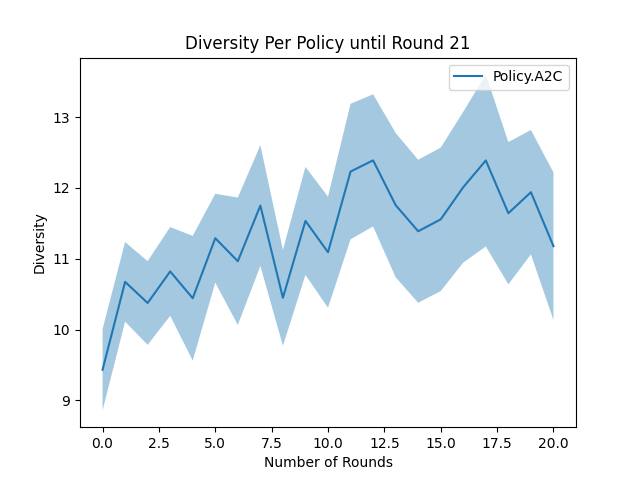 Diversity Per Policy until Round 21
Policy.A2C
13
12
11
10
9
Diversity
0.0 2.5 5.0 7.5 10.0 12.5 15.0 17.5 20.0
Number of Rounds